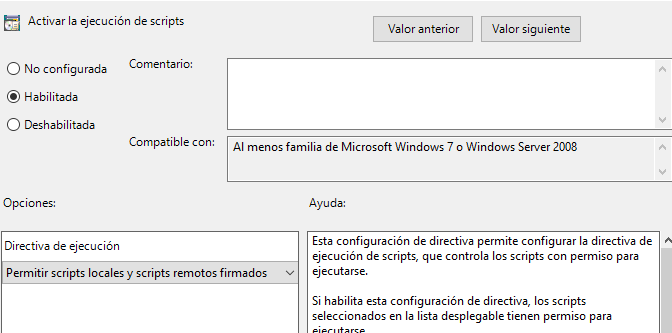 Activar la ejecución de scripts
Valor anterior
Valor siguiente
No configurada
Comentario:
Habilitada
Deshabilitada
Compatible con:
Al menos familia de Microsoft Windows 7 o Windows Server 2008
Opciones:
Ayuda:
Directiva de ejecución
Permitir scripts locales y scripts remotos firmados
Esta configuración de directiva permite configurar la directiva de
ejecución de scripts, que controla los scripts con permiso para
ejecutarse.
Si habilita esta configuración de directiva, los scripts
seleccionados en la lista desplegable tienen permiso para
ejecutarse.